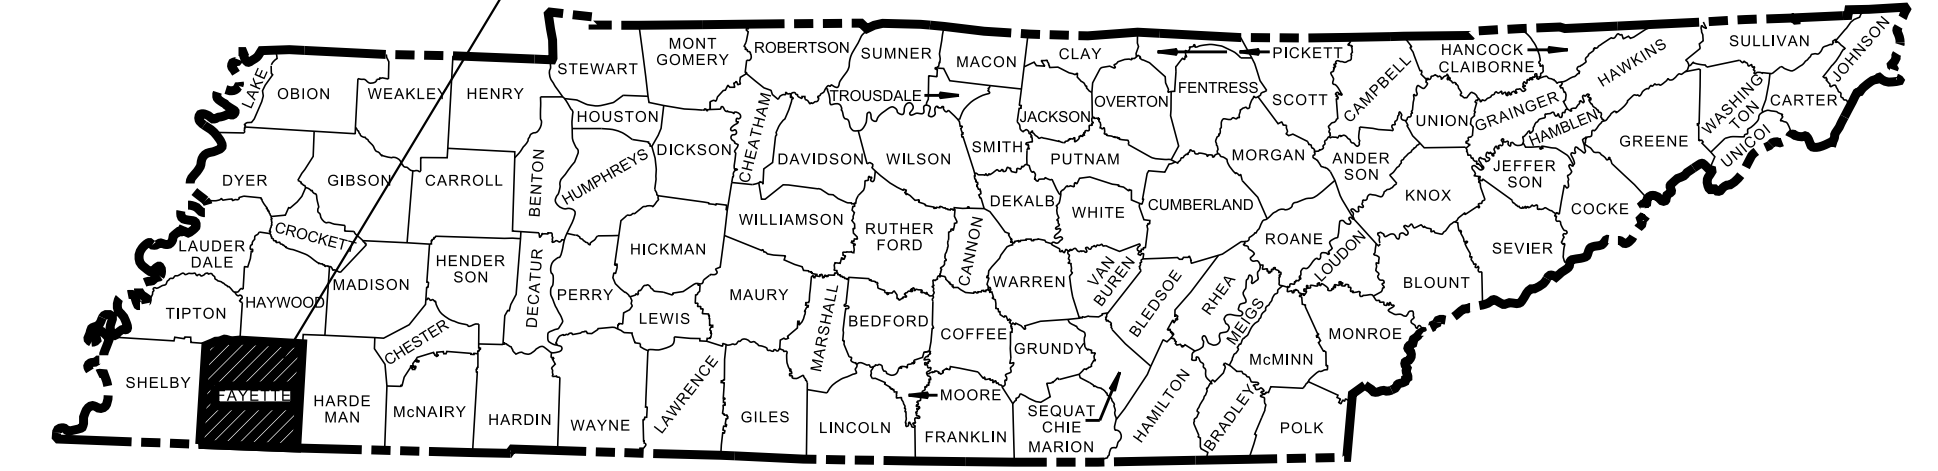 LAKE
OBION
WEAKLEY
HENRY
STEWART
MONT
GOMERY
ROBERTSON
SUMNER
MACON
CLAY
PICKETT
HANCOCK
CLAIBORNE
HAWKINS
SULLIVAN
JOHNSON
TROUSDALE
HOUSTON
CHEATHAM
JACKSON
OVERTON
FENTRESS
SCOTT
CAMPBELL
UNION
GRAINGER
HAMBLEN
WASHING
TON
CARTER
UNICOI
GREENE
DYER
GIBSON
CARROLL
BENTON
HUMPHREYS
DICKSON
DAVIDSON
WILSON
SMITH
PUTNAM
MORGAN
ANDER
SON
KNOX
JEFFER
SON
COCKE
LAUDER
DALE
CROCKETT
HENDER
SON
DECATUR
HICKMAN
WILLIAMSON
RUTHER
FORD
CANNON
DEKALB
WHITE
CUMBERLAND
ROANE
LOUDON
SEVIER
BLOUNT
TIPTON
HAYWOOD
MADISON
PERRY
LEWIS
MAURY
MARSHALL
BEDFORD
COFFEE
WARREN
VAN
BUREN
BLEDSOE
RHEA
MEIGS
MONROE
CHESTER
GRUNDY
McMINN
SHELBY
FAYETTE
HARDE
MAN
McNAIRY
HARDIN
WAYNE
LAWRENCE
GILES
LINCOLN
MOORE
FRANKLIN
SEQUAT
CHIE
MARION
HAMILTON
BRADLEY
POLK